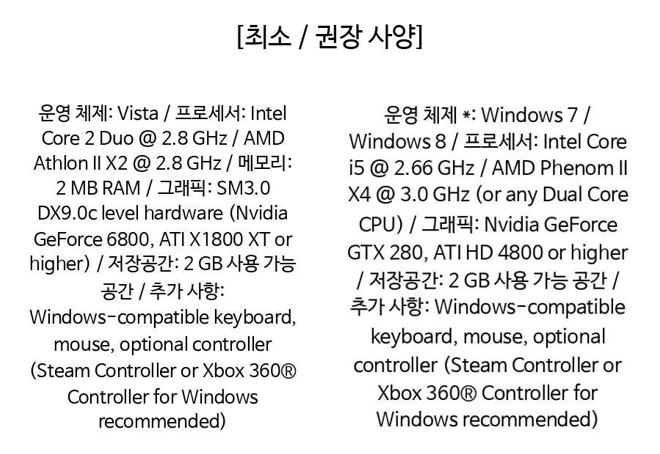 [최소 / 권장 사양]
운영 체제: Vista / 프로세서: Intel
Core 2 Duo @ 2.8 GHz / AMD
Athlon II X2 @ 2.8 GHz / 메모리:
2 MB RAM / 그래픽: SM3.0
DX9.0c level hardware (Nvidia
GeForce 6800, ATI X1800 XT or
higher) / 저장공간: 2 GB 사용 가능
공간 / 추가 사항:
Windows-compatible keyboard,
mouse, optional controller
(Steam Controller or Xbox 360®
Controller for Windows
recommended)
운영 체제 *: Windows 7 /
Windows 8 / 프로세서: Intel Core
i5 @ 2.66 GHz / AMD Phenom II
X4 @ 3.0 GHz (or any Dual Core
CPU) / 그래픽: Nvidia GeForce
GTX 280, ATI HD 4800 or higher
/ 저장공간: 2 GB 사용 가능 공간 /
추가 사항: Windows-compatible
keyboard, mouse, optional
controller (Steam Controller or
Xbox 360® Controller for
Windows recommended)